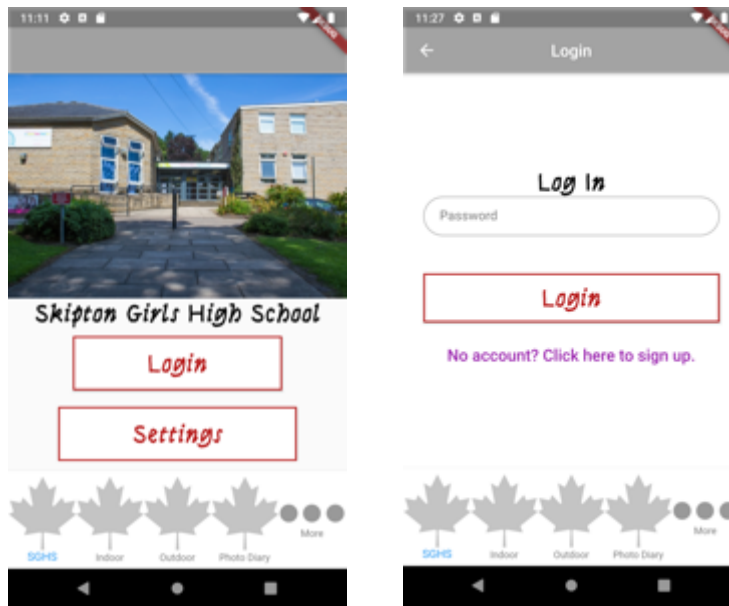 11:11
Skipton Girls High School
Login
Settings
More
SGHS
Indoor
Outdoor
Photo Diary
11:27
Login
Log In
Password
Login
No account? Click here to sign up.
More
SGHS
Indoor
Outdoor
Photo Diary